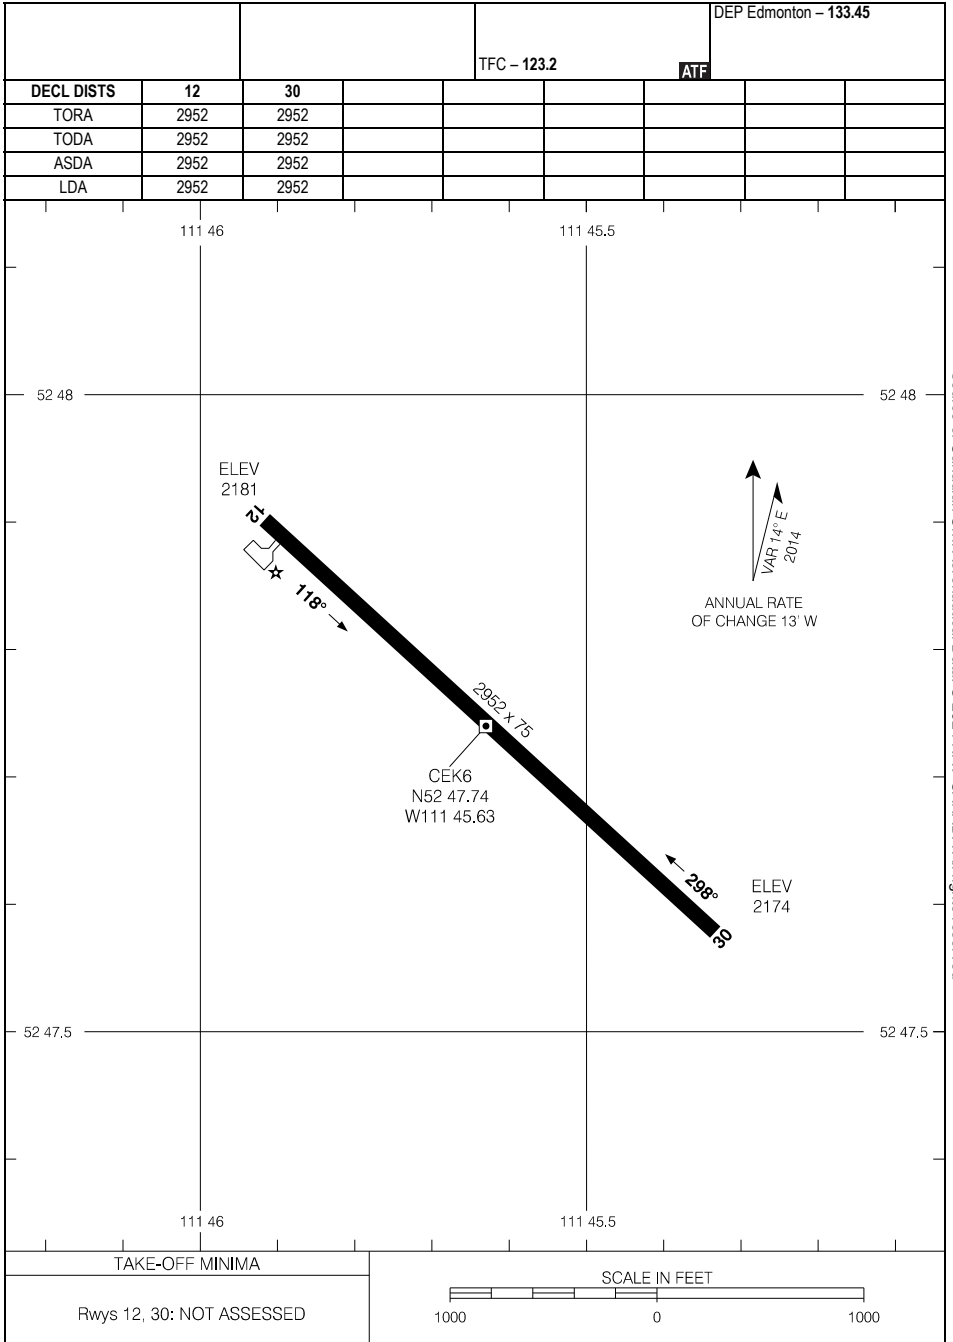 DEP Edmonton – 133.45
TFC – 123.2
ATF
DECL DISTS 12 30
TORA 2952 2952
TODA 2952 2952
ASDA 2952 2952
LDA 2952 2952
111 46 111 45.5
52 48 52 48
ELEV
2181
12
118°
VAR 14° E
2014
ANNUAL RATE
OF CHANGE 13' W
2952 x 75
CEK6
N52 47.74
W111 45.63
298°
ELEV
2174
30
52 47.5 52 47.5
111 46 111 45.5
TAKE-OFF MINIMA
Rwys 12, 30: NOT ASSESSED
SCALE IN FEET
1000 0 1000